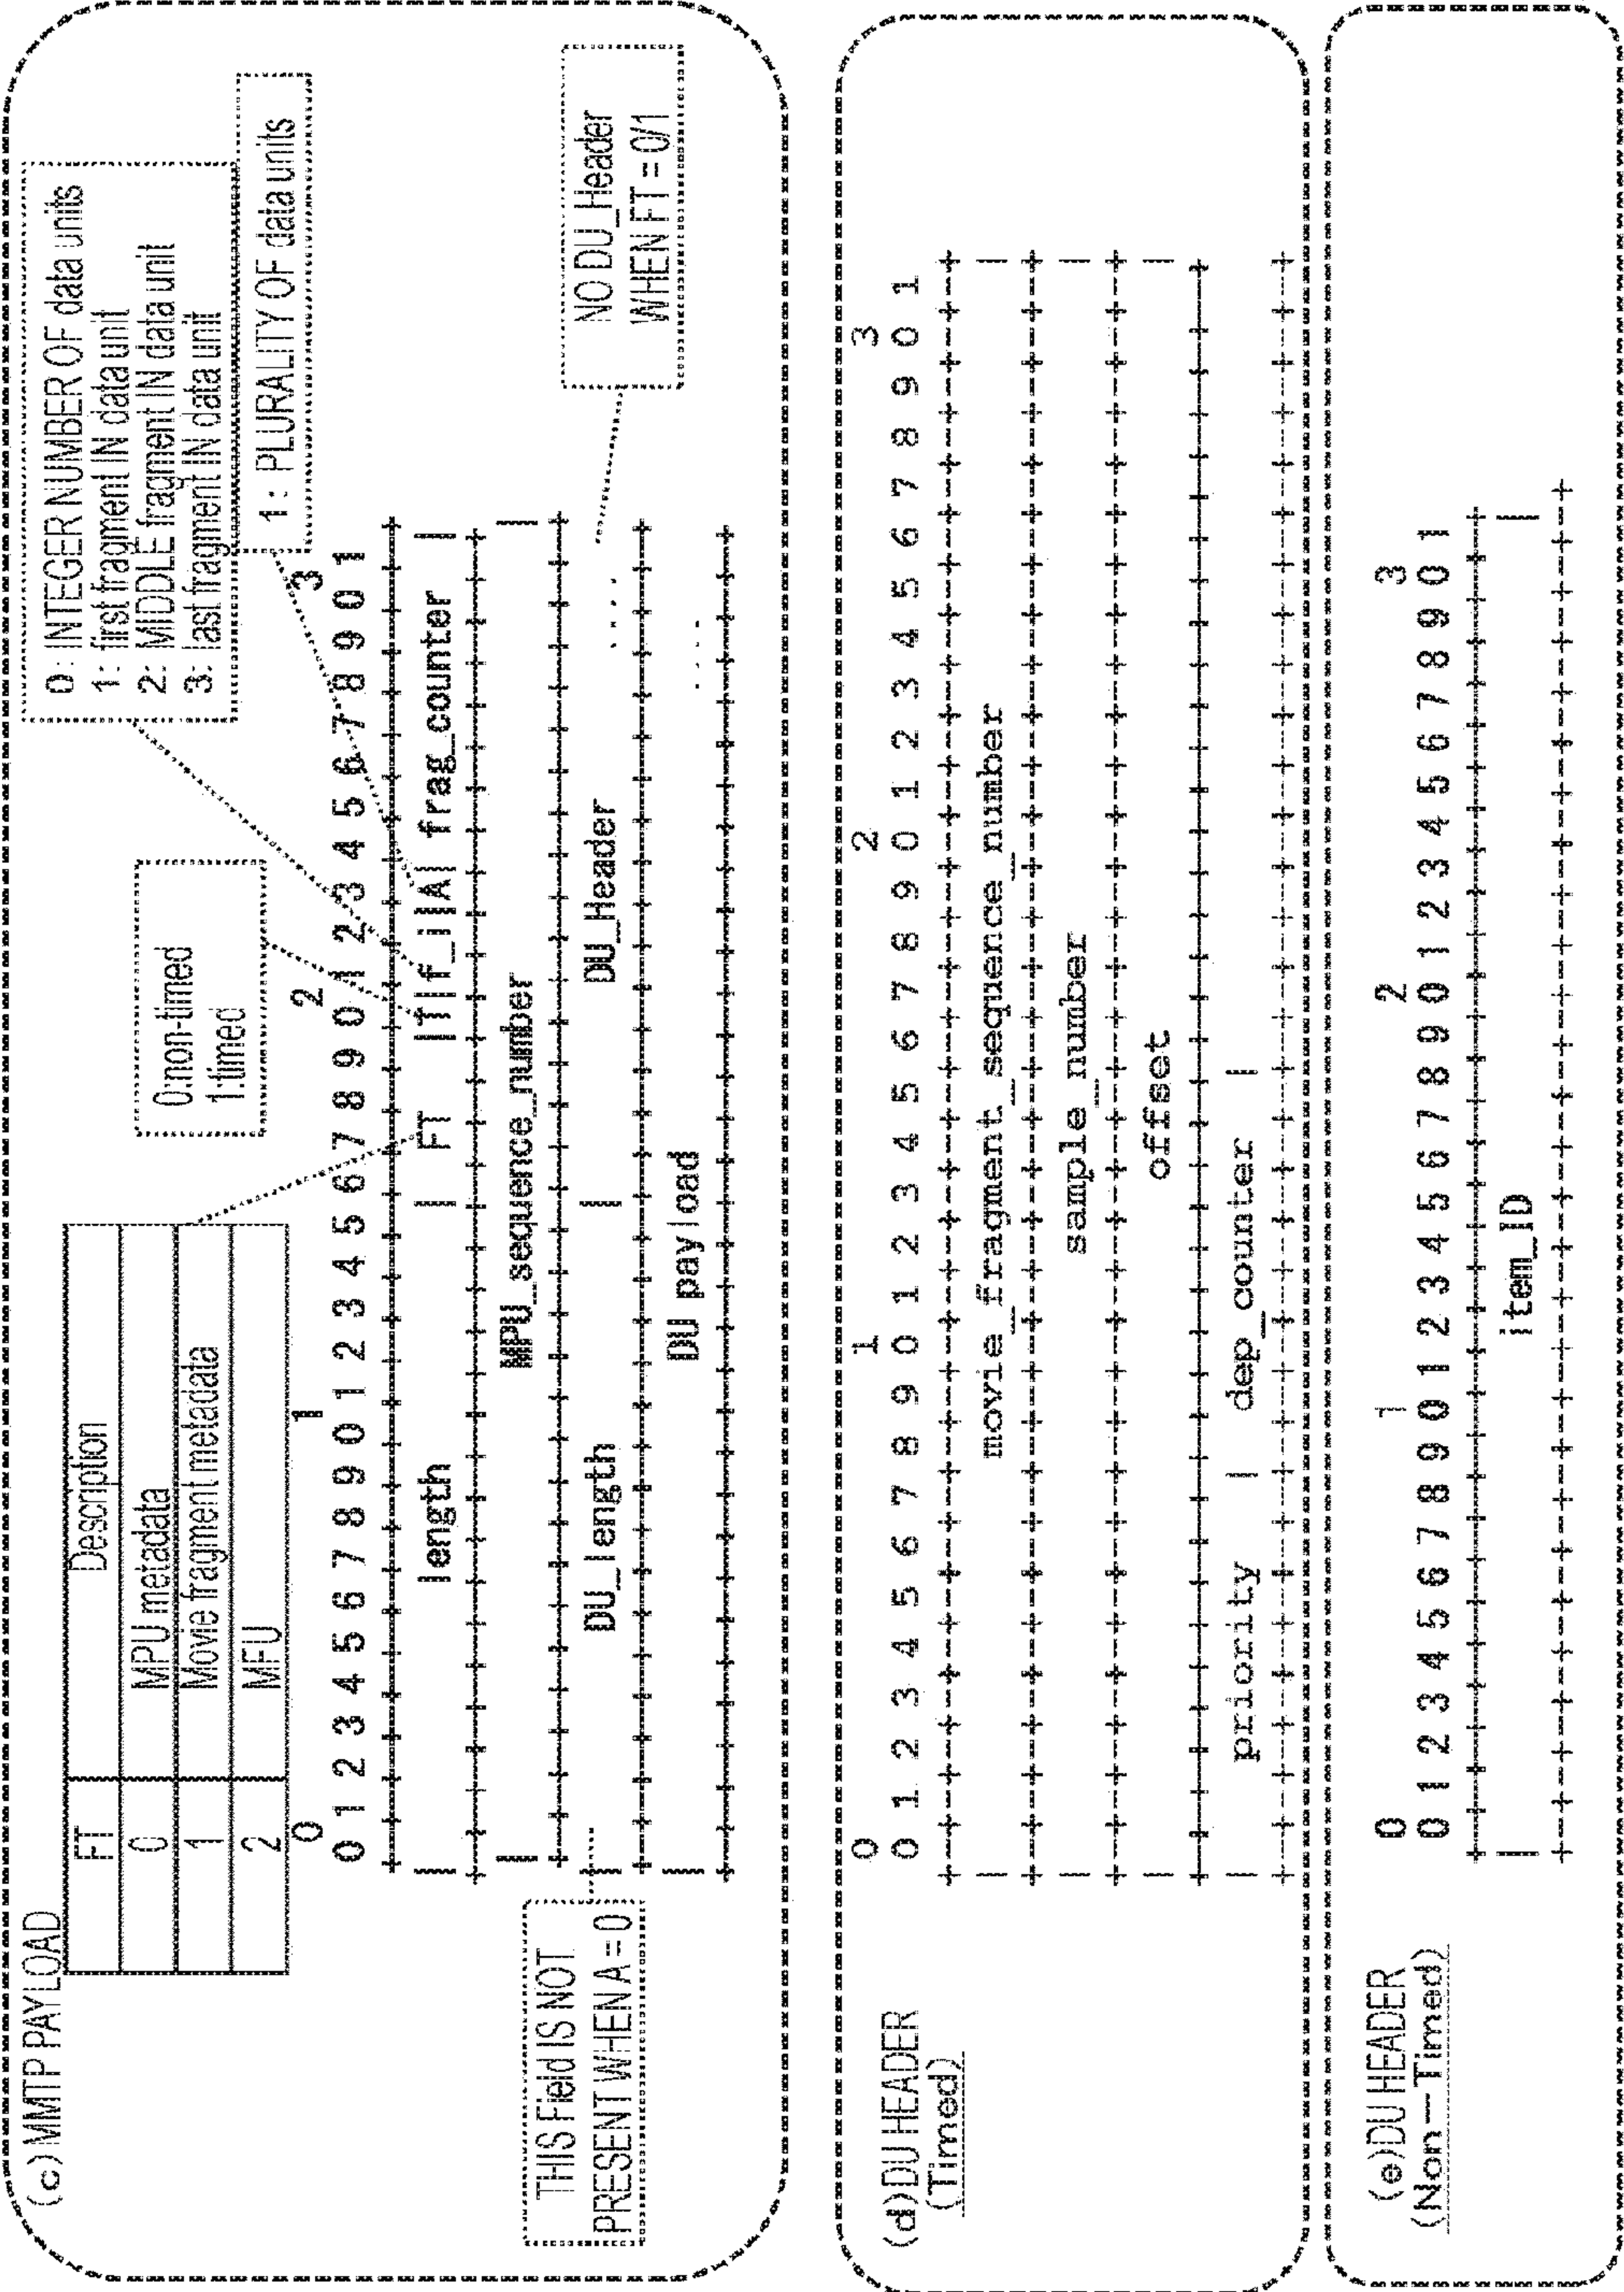 (c) MMTP PAYLOAD
FT Description
0 MPU metadata
1 Movie fragment metadata
2 MFU
0:non-timed
1:timed
0 : INTEGER NUMBER OF data units
1 : first fragment IN data unit
2: MIDDLE fragment IN data unit
3: last fragment IN data unit
1 : PLURALITY OF data units
0 1 2 3
0 1 2 3 4 5 6 7 8 9 0 1 2 3 4 5 6 7 8 9 0 1 2 3 4 5 6 7 8 9 0 1
length | FT |T|f_i|A| frag_counter |
MPU_sequence_number
DU_length | DU_Header
DU payload
THIS Field IS NOT
PRESENT WHEN A = 0
NO DU_Header
WHEN FT = 0/1
(d) DU HEADER
(Timed)
0 1 2 3
0 1 2 3 4 5 6 7 8 9 0 1 2 3 4 5 6 7 8 9 0 1 2 3 4 5 6 7 8 9 0 1
movie_fragment_sequence_number
sample_number
offset
priority | dep_counter |
(e) DU HEADER
(Non-Timed)
0 1 2 3
0 1 2 3 4 5 6 7 8 9 0 1 2 3 4 5 6 7 8 9 0 1 2 3 4 5 6 7 8 9 0 1
item_ID